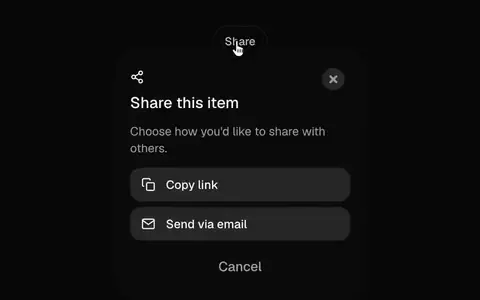 Share
Share this item
Choose how you'd like to share with
others.
Copy link
Send via email
Cancel